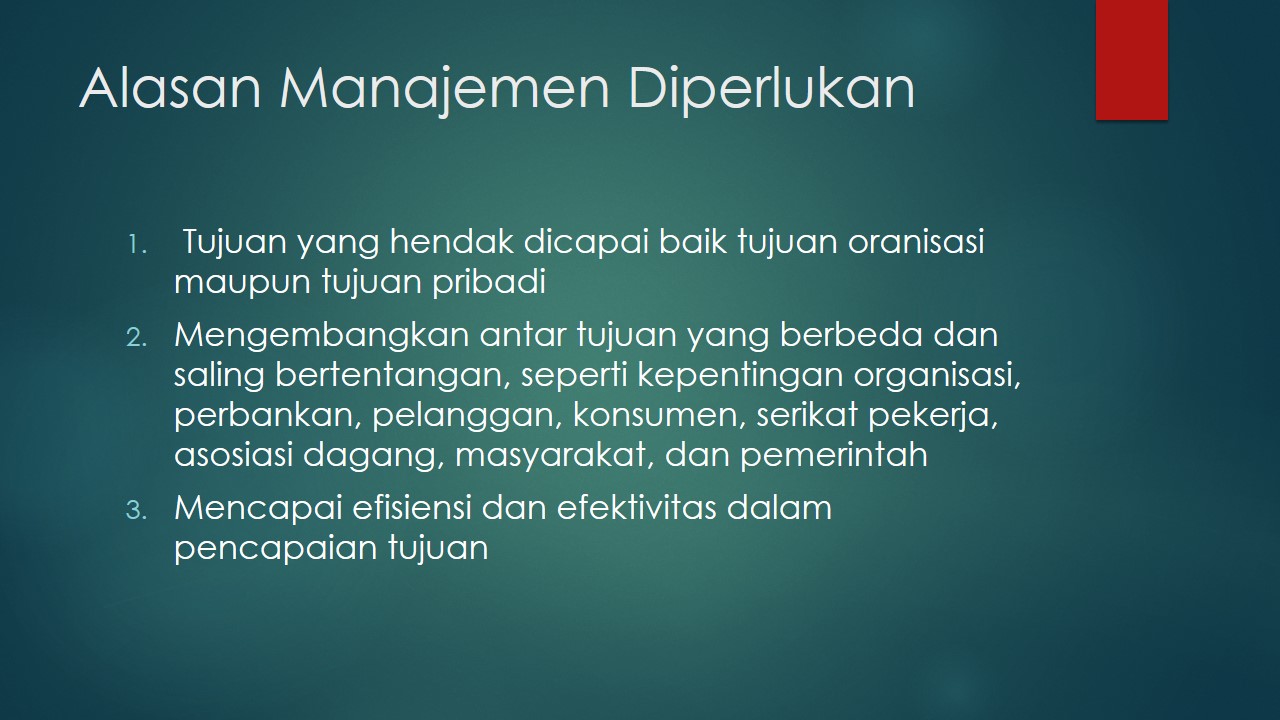 Alasan Manajemen Diperlukan
1. Tujuan yang hendak dicapai baik tujuan oranisasi
maupun tujuan pribadi
2. Mengembangkan antar tujuan yang berbeda dan
saling bertentangan, seperti kepentingan organisasi,
perbankan, pelanggan, konsumen, serikat pekerja,
asosiasi dagang, masyarakat, dan pemerintah
3. Mencapai efisiensi dan efektivitas dalam
pencapaian tujuan